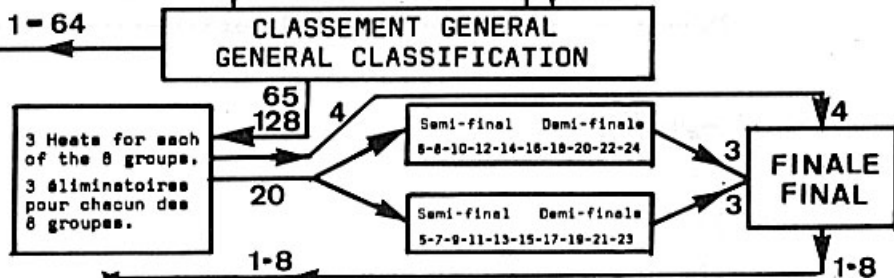 1-64
CLASSEMENT GENERAL
GENERAL CLASSIFICATION
65
128
4
4
3 Heats for each
of the 8 groups.
3 éliminatoires
pour chacun des
8 groupes.
20
Semi-final Demi-finale
6-8-10-12-14-16-18-20-22-24
3
Semi-final Demi-finale
5-7-9-11-13-15-17-19-21-23
3
FINALE
FINAL
1-8
1-8